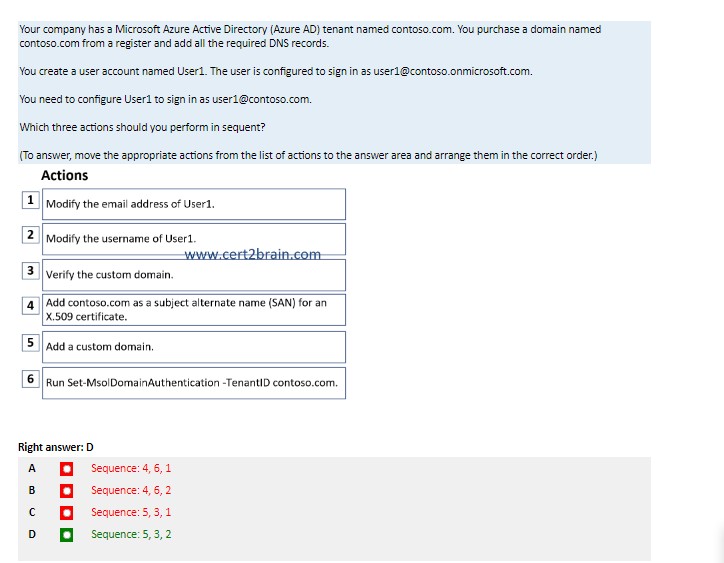 Your company has a Microsoft Azure Active Directory (Azure AD) tenant named contoso.com. You purchase a domain named
contoso.com from a register and add all the required DNS records.
You create a user account named User1. The user is configured to sign in as user1@contoso.onmicrosoft.com.
You need to configure User1 to sign in as user1@contoso.com.
Which three actions should you perform in sequent?
(To answer, move the appropriate actions from the list of actions to the answer area and arrange them in the correct order.)
Actions
1 Modify the email address of User1.
2 Modify the username of User1.
www.cert2brain.com
3 Verify the custom domain.
4 Add contoso.com as a subject alternate name (SAN) for an
X.509 certificate.
5 Add a custom domain.
6 Run Set-MsolDomainAuthentication -TenantID contoso.com.
Right answer: D
A Sequence: 4, 6, 1
B Sequence: 4, 6, 2
C Sequence: 5, 3, 1
D Sequence: 5, 3, 2